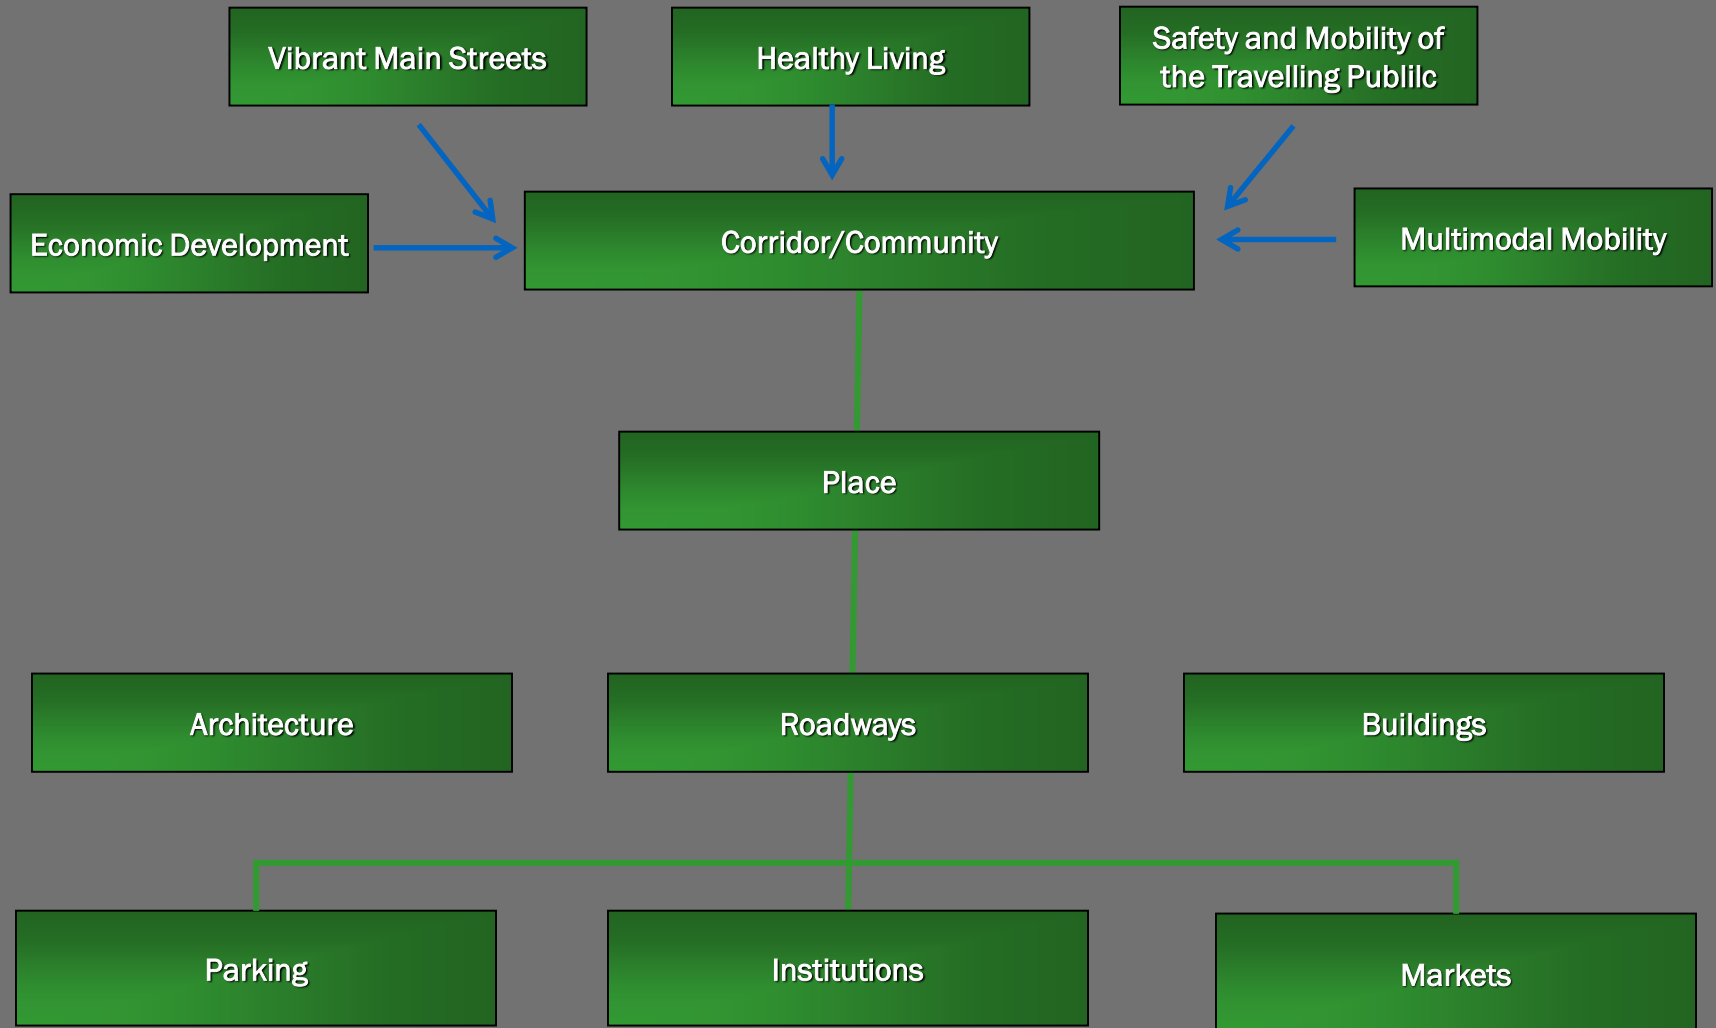 Vibrant Main Streets
Healthy Living
Safety and Mobility of
the Travelling Publilc
Economic Development
Corridor/Community
Multimodal Mobility
Place
Architecture
Roadways
Buildings
Parking
Institutions
Markets